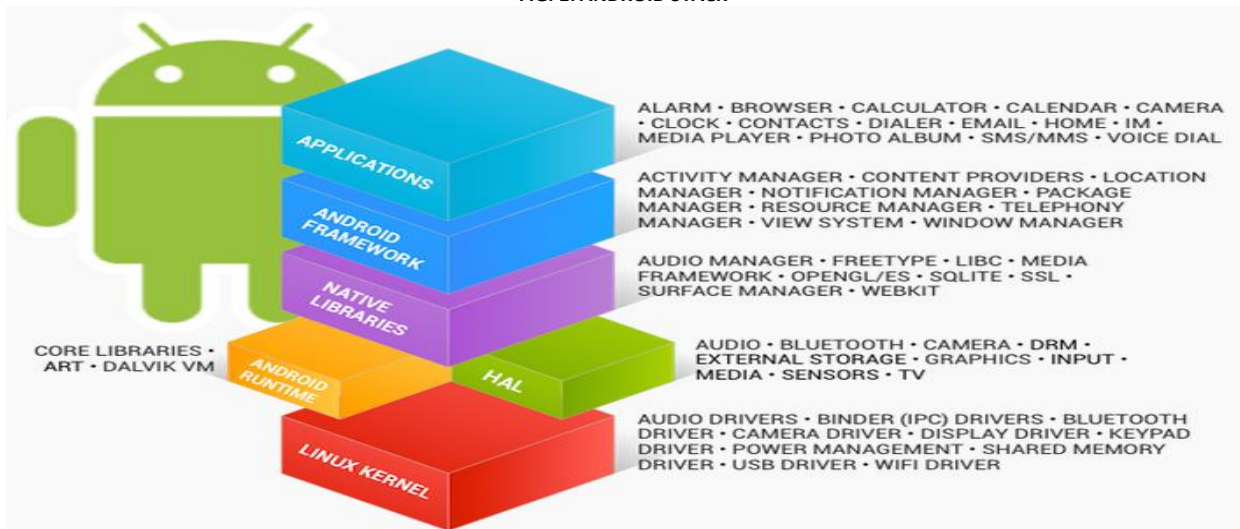 APPLICATIONS
ALARM • BROWSER • CALCULATOR • CALENDAR • CAMERA
• CLOCK • CONTACTS • DIALER • EMAIL • HOME • IM •
MEDIA PLAYER • PHOTO ALBUM • SMS/MMS • VOICE DIAL
ANDROID
FRAMEWORK
ACTIVITY MANAGER • CONTENT PROVIDERS • LOCATION
MANAGER • NOTIFICATION MANAGER • PACKAGE
MANAGER • RESOURCE MANAGER • TELEPHONY
MANAGER • VIEW SYSTEM • WINDOW MANAGER
NATIVE
LIBRARIES
AUDIO MANAGER • FREETYPE • LIBC • MEDIA
FRAMEWORK • OPENGL/ES • SQLITE • SSL •
SURFACE MANAGER • WEBKIT
CORE LIBRARIES •
ART • DALVIK VM
ANDROID
RUNTIME
HAL
AUDIO • BLUETOOTH • CAMERA • DRM •
EXTERNAL STORAGE • GRAPHICS • INPUT •
MEDIA • SENSORS • TV
LINUX KERNEL
AUDIO DRIVERS • BINDER (IPC) DRIVERS • BLUETOOTH
DRIVER • CAMERA DRIVER • DISPLAY DRIVER • KEYPAD
DRIVER • POWER MANAGEMENT • SHARED MEMORY
DRIVER • USB DRIVER • WIFI DRIVER